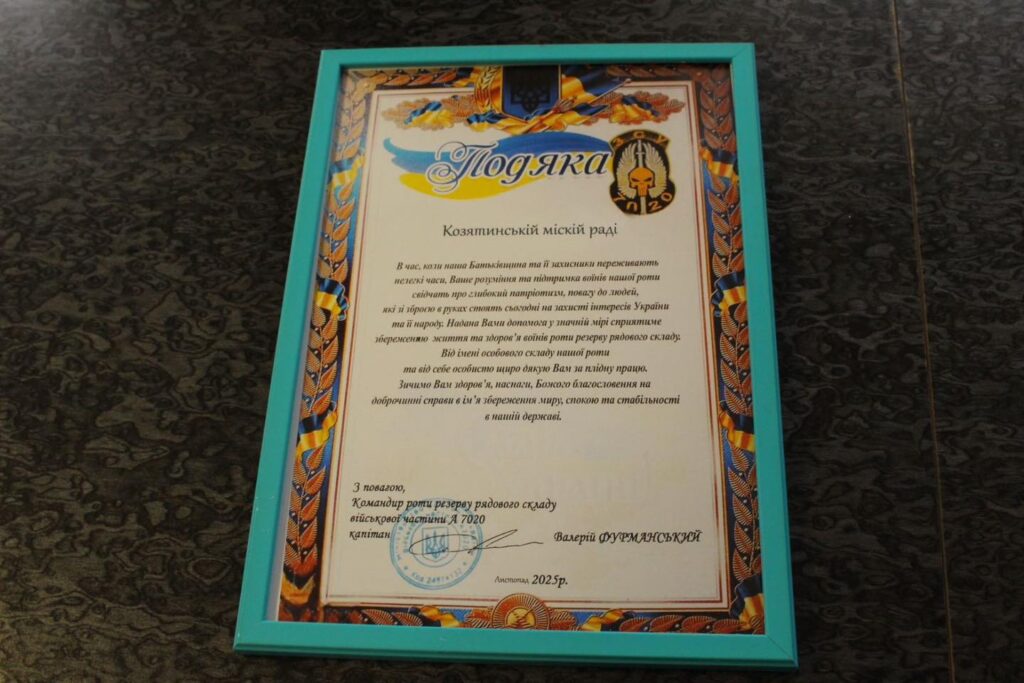 Подяка
ЗСУ
7020
Козятинській міскій раді
В час, коли наша Батьківщина та її захисники переживають
нелегкі часи, Ваше розуміння та підтримка воїнів нашої роти
свідчать про глибокий патріотизм, повагу до людей,
які зі зброєю в руках стоять сьогодні на захисті інтересів України
та її народу. Надана Вами допомога у значній мірі сприятиме
збереженню життя та здоров'я воїнів роти резерву рядового складу.
Від імені особового складу нашої роти
та від себе особисто щиро дякую Вам за плідну працю.
Зичимо Вам здоров'я, наснаги, Божого благословення на
доброчинні справи в ім'я збереження миру, спокою та стабільності
в нашій державі.
З повагою,
Командир роти резерву рядового складу
військової частини А 7020
капітан Валерій ФУРМАНСЬКИЙ
Листопад 2025р.